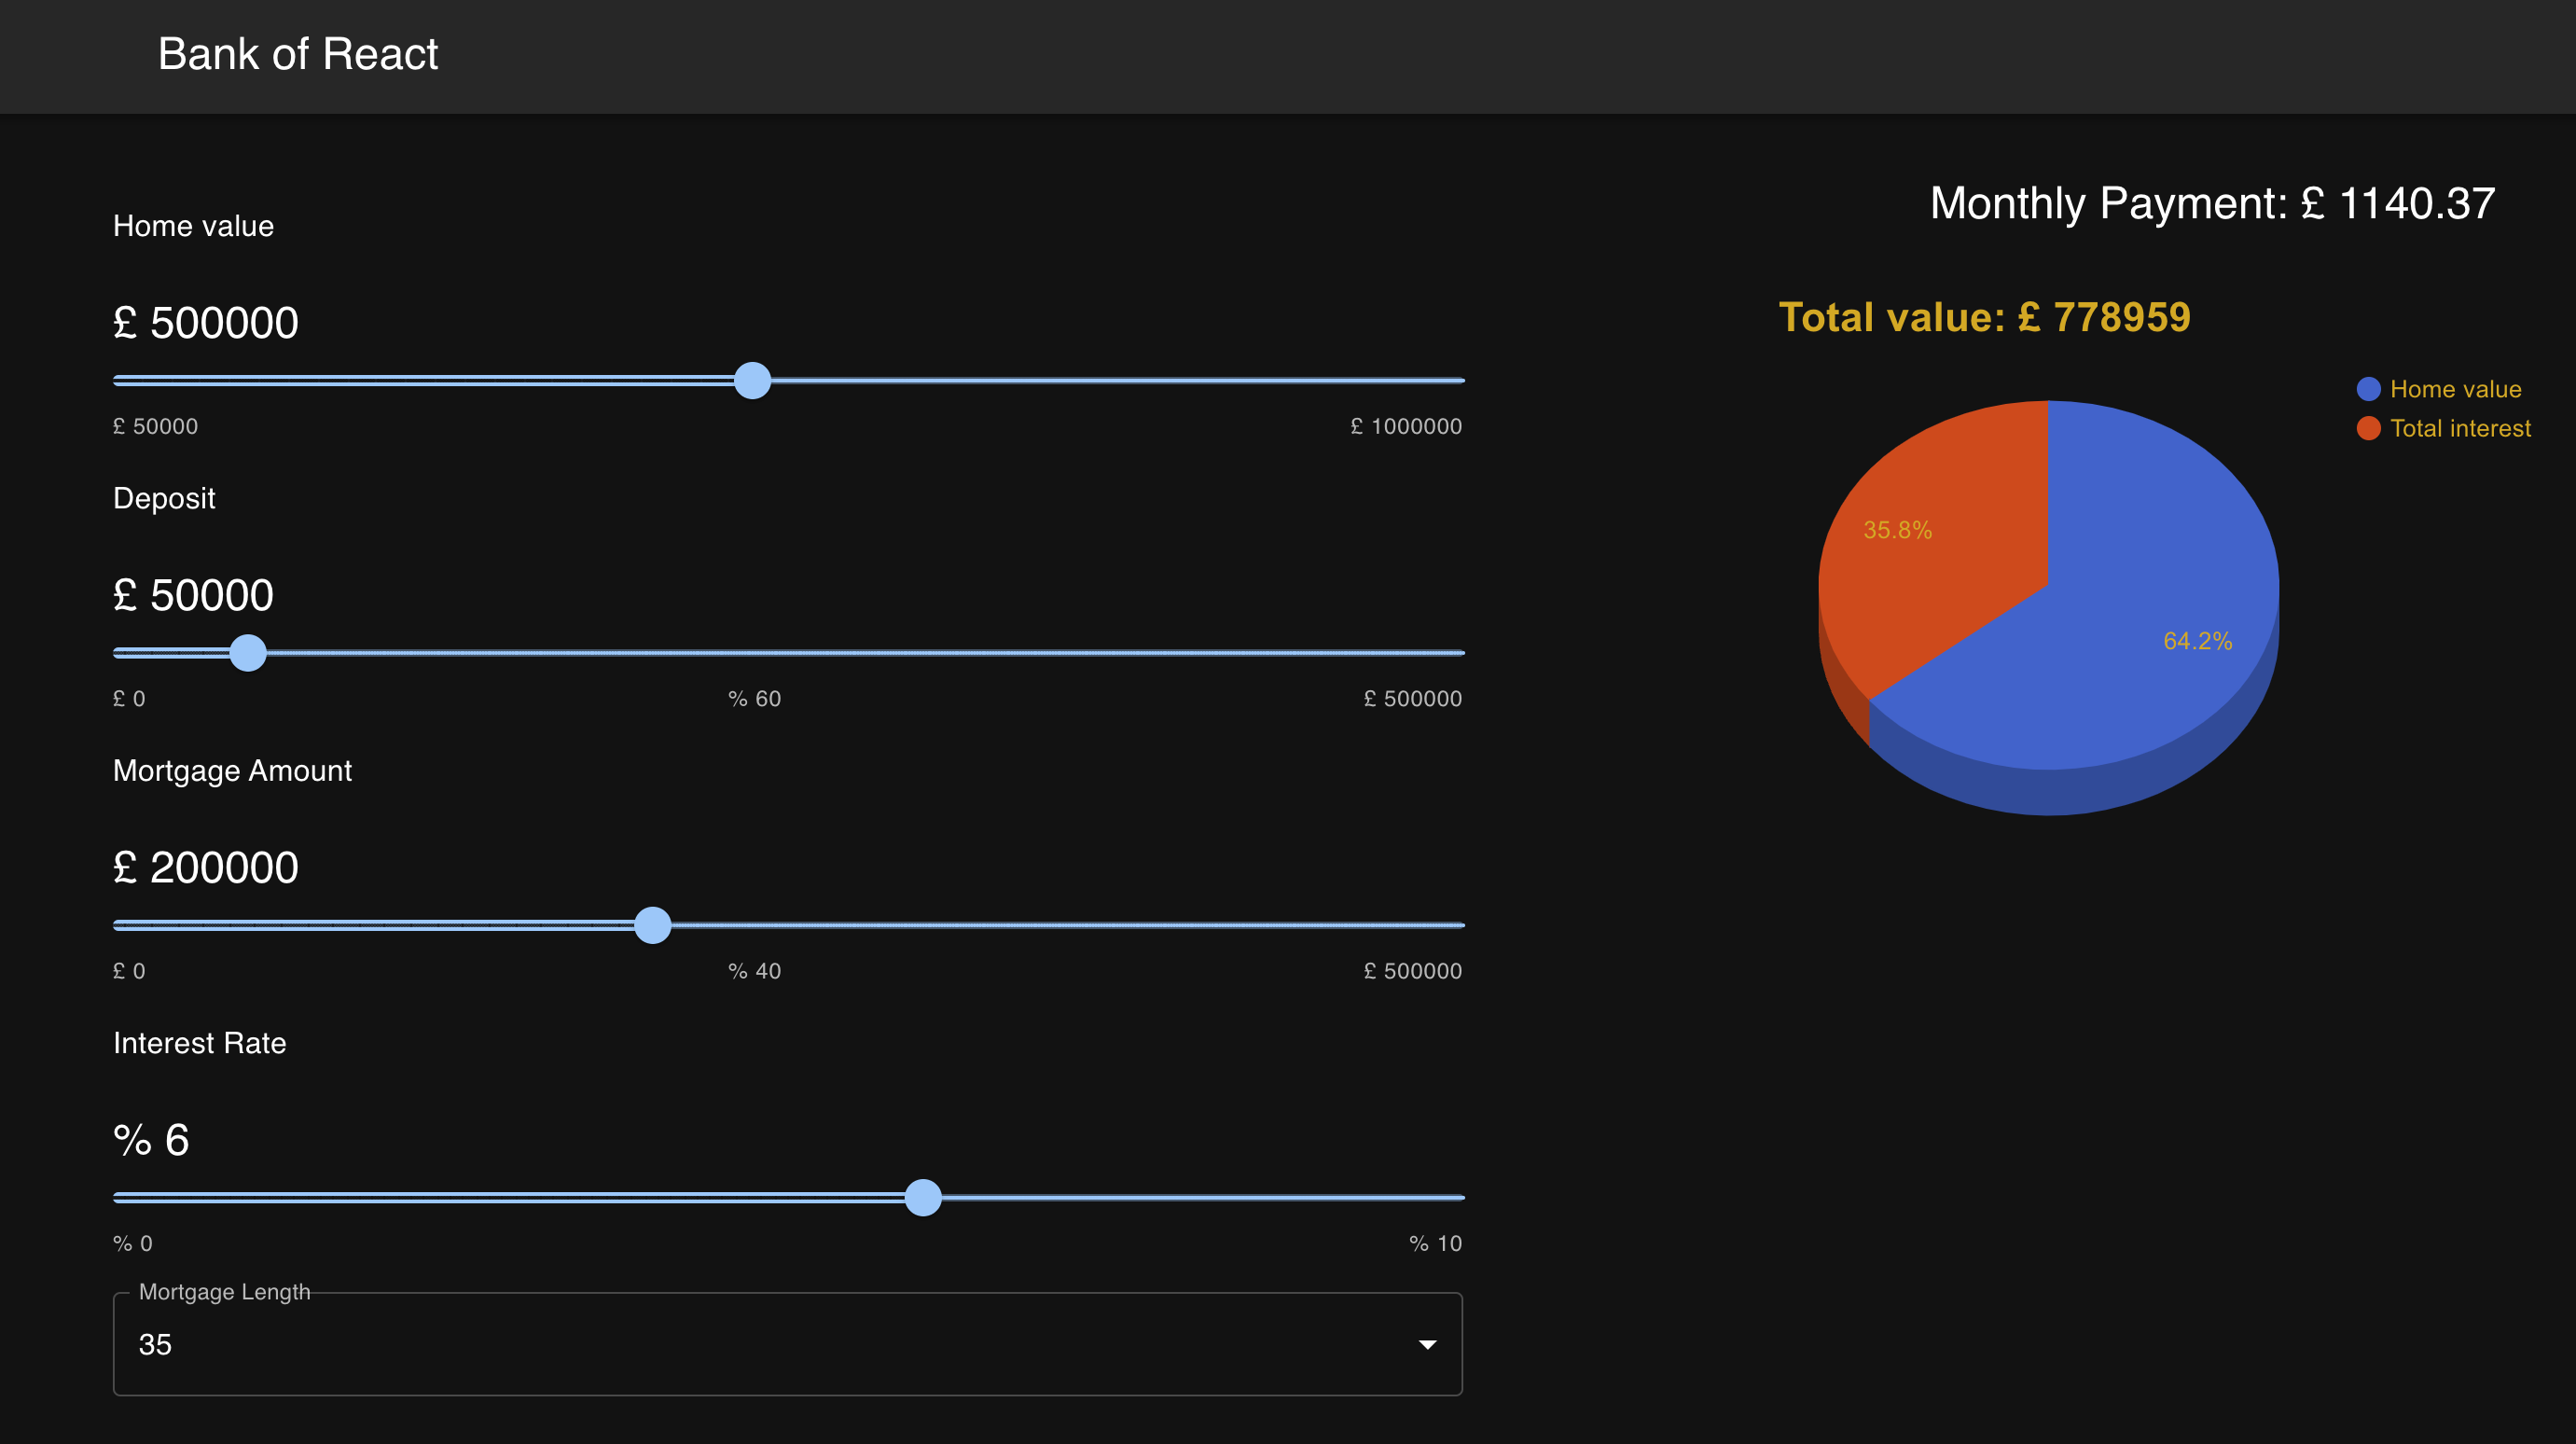 Bank of React
Home value
£ 500000
£ 50000 £ 1000000
Deposit
£ 50000
£ 0 % 60 £ 500000
Mortgage Amount
£ 200000
£ 0 % 40 £ 500000
Interest Rate
% 6
% 0 % 10
Mortgage Length
35
Monthly Payment: £ 1140.37
Total value: £ 778959
Home value
Total interest
35.8%
64.2%